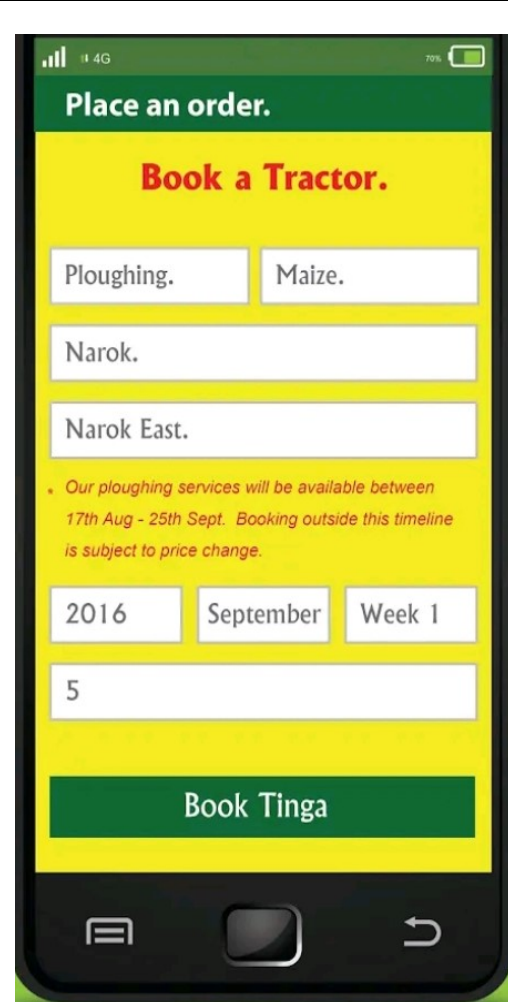 4G 70%
Place an order.
Book a Tractor.
Ploughing. Maize.
Narok.
Narok East.
* Our ploughing services will be available between
17th Aug - 25th Sept. Booking outside this timeline
is subject to price change.
2016 September Week 1
5
Book Tinga